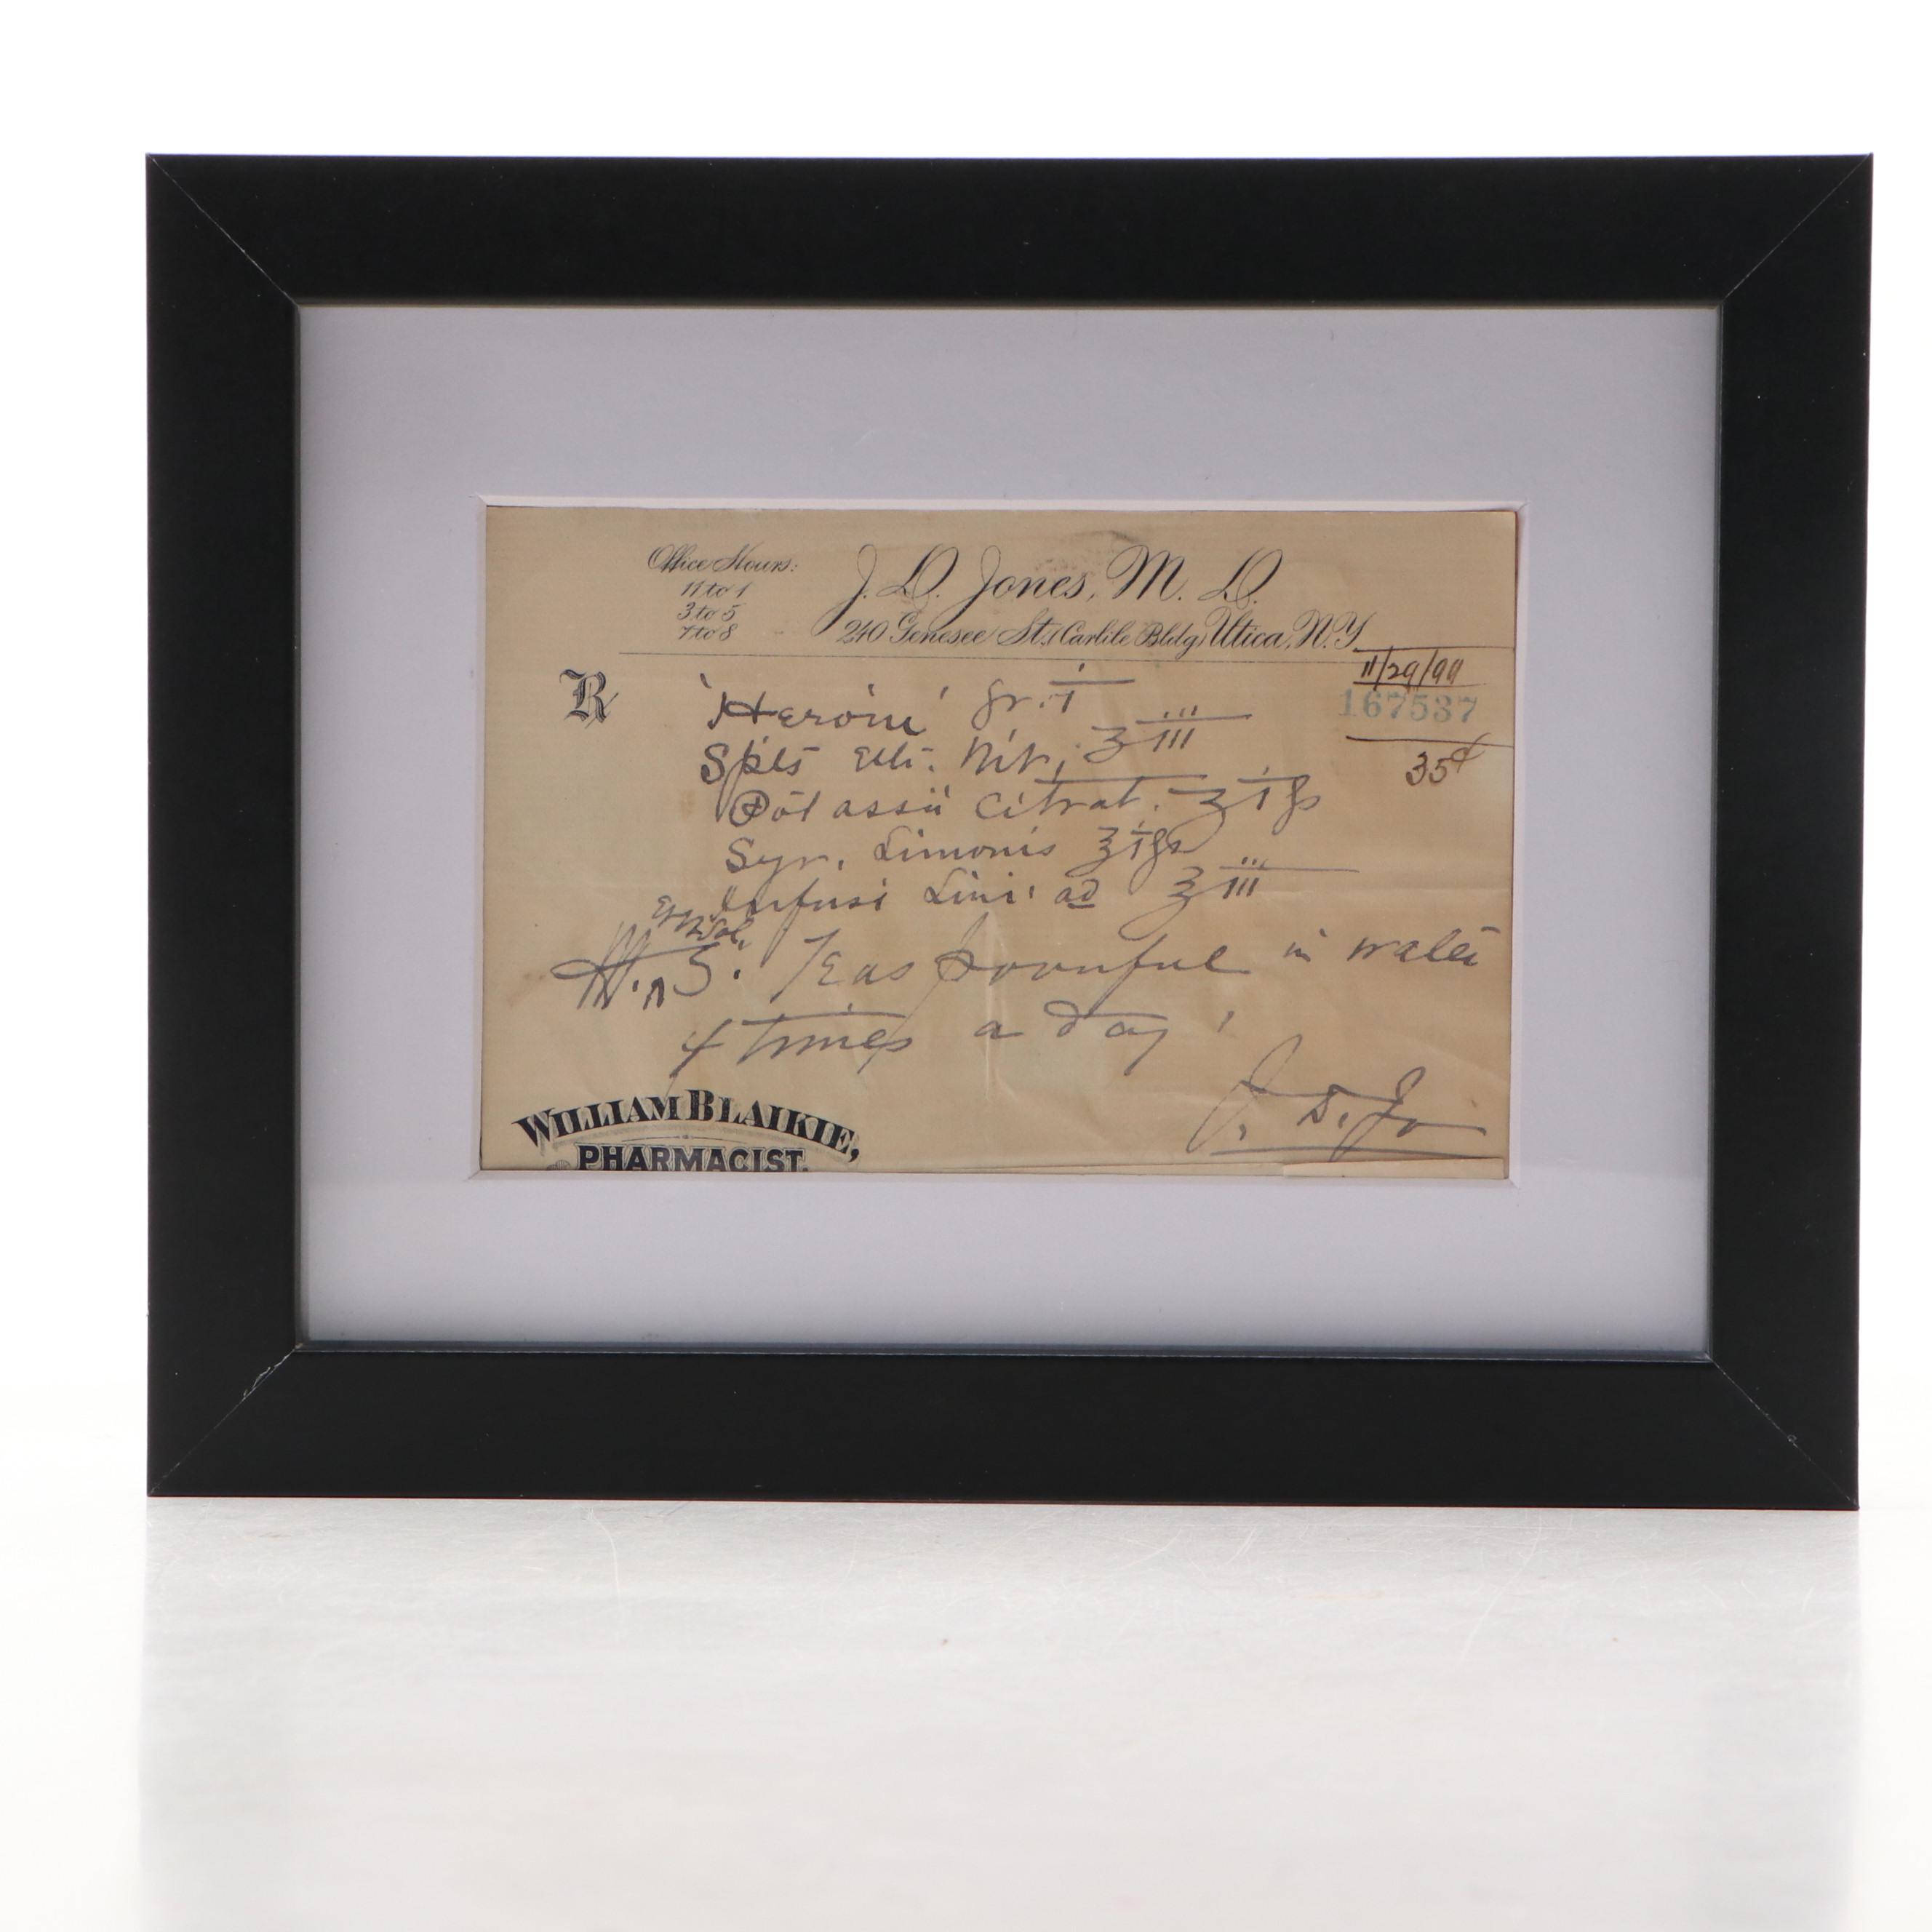 Office Hours:
11 to 1
3 to 5
7 to 8
J. D. Jones, M. D.
240 Genesee St. (Carlile Bldg) Utica, N.Y.
11/29/99
167537
35¢
R 'Heroin' gr. i
Spts Eth. Nit. ʒ iii
Potassii Citrat. ʒ i ss
Syr. Limonis ℥ i ss
Infusi Lini ad ℥ iii
S. Teaspoonful in water
4 times a day
J. D. Jo
WILLIAM BLAIKIE,
PHARMACIST.